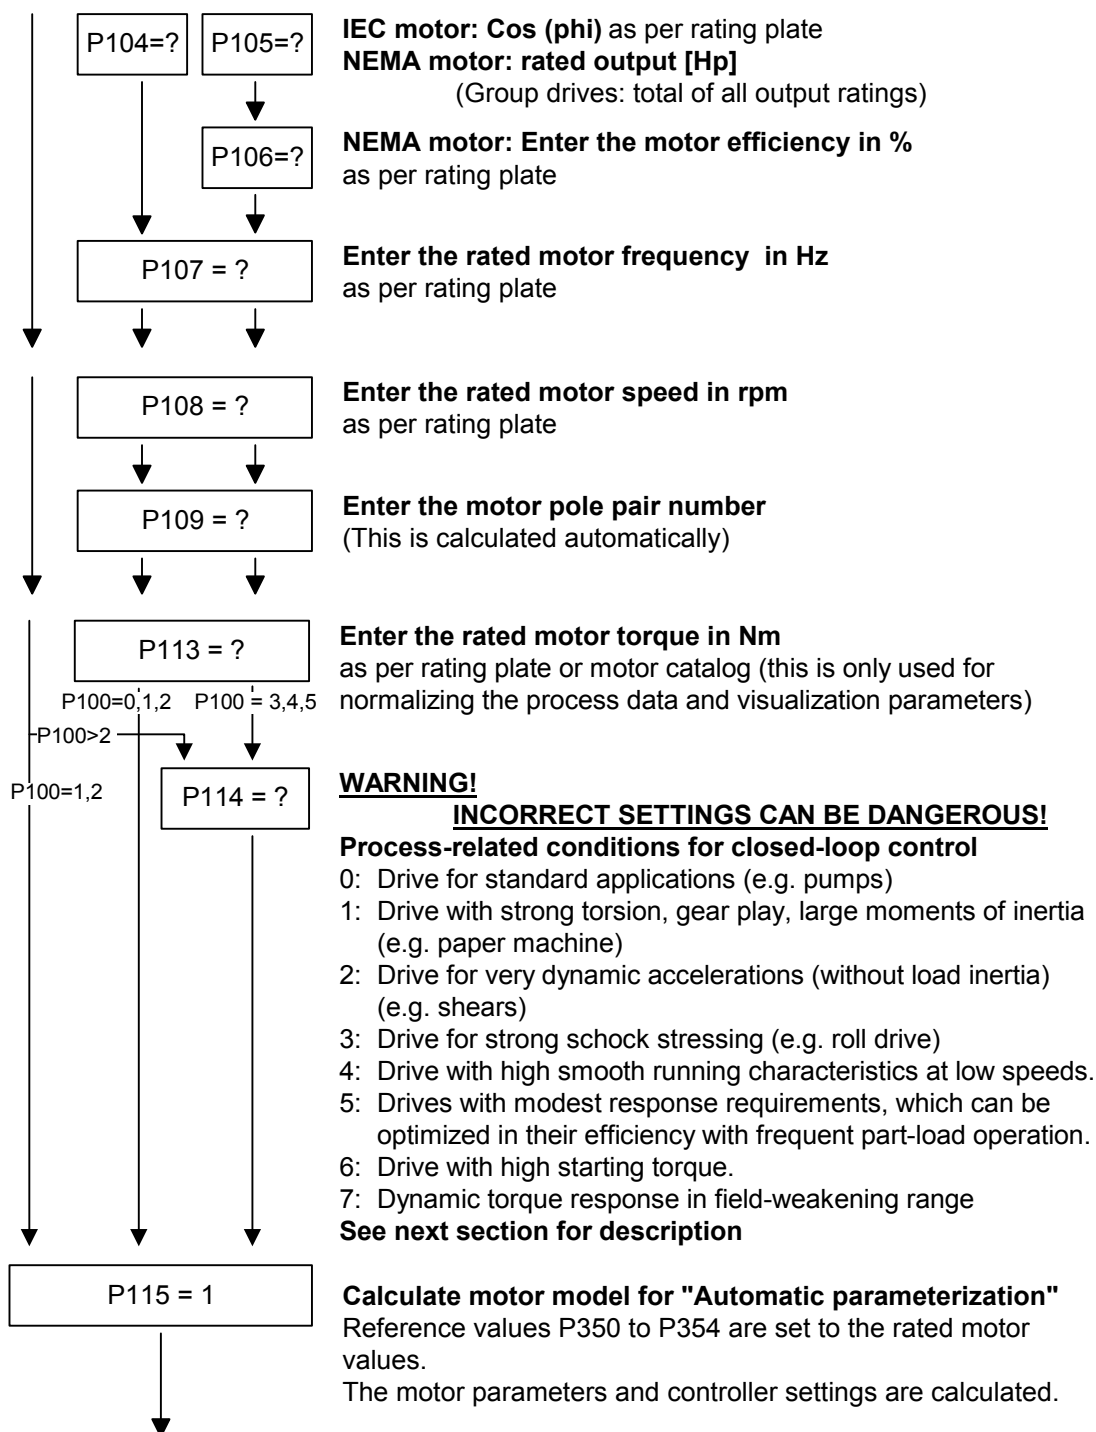 P104=? P105=? IEC motor: Cos (phi) as per rating plate
NEMA motor: rated output [Hp]
(Group drives: total of all output ratings)
P106=? NEMA motor: Enter the motor efficiency in %
as per rating plate
P107 = ? Enter the rated motor frequency in Hz
as per rating plate
P108 = ? Enter the rated motor speed in rpm
as per rating plate
P109 = ? Enter the motor pole pair number
(This is calculated automatically)
P113 = ? Enter the rated motor torque in Nm
as per rating plate or motor catalog (this is only used for
P100=0,1,2 P100 = 3,4,5 normalizing the process data and visualization parameters)
P100>2
P100=1,2 P114 = ? WARNING!
INCORRECT SETTINGS CAN BE DANGEROUS!
Process-related conditions for closed-loop control
0: Drive for standard applications (e.g. pumps)
1: Drive with strong torsion, gear play, large moments of inertia
(e.g. paper machine)
2: Drive for very dynamic accelerations (without load inertia)
(e.g. shears)
3: Drive for strong schock stressing (e.g. roll drive)
4: Drive with high smooth running characteristics at low speeds.
5: Drives with modest response requirements, which can be
optimized in their efficiency with frequent part-load operation.
6: Drive with high starting torque.
7: Dynamic torque response in field-weakening range
See next section for description
P115 = 1 Calculate motor model for "Automatic parameterization"
Reference values P350 to P354 are set to the rated motor
values.
The motor parameters and controller settings are calculated.